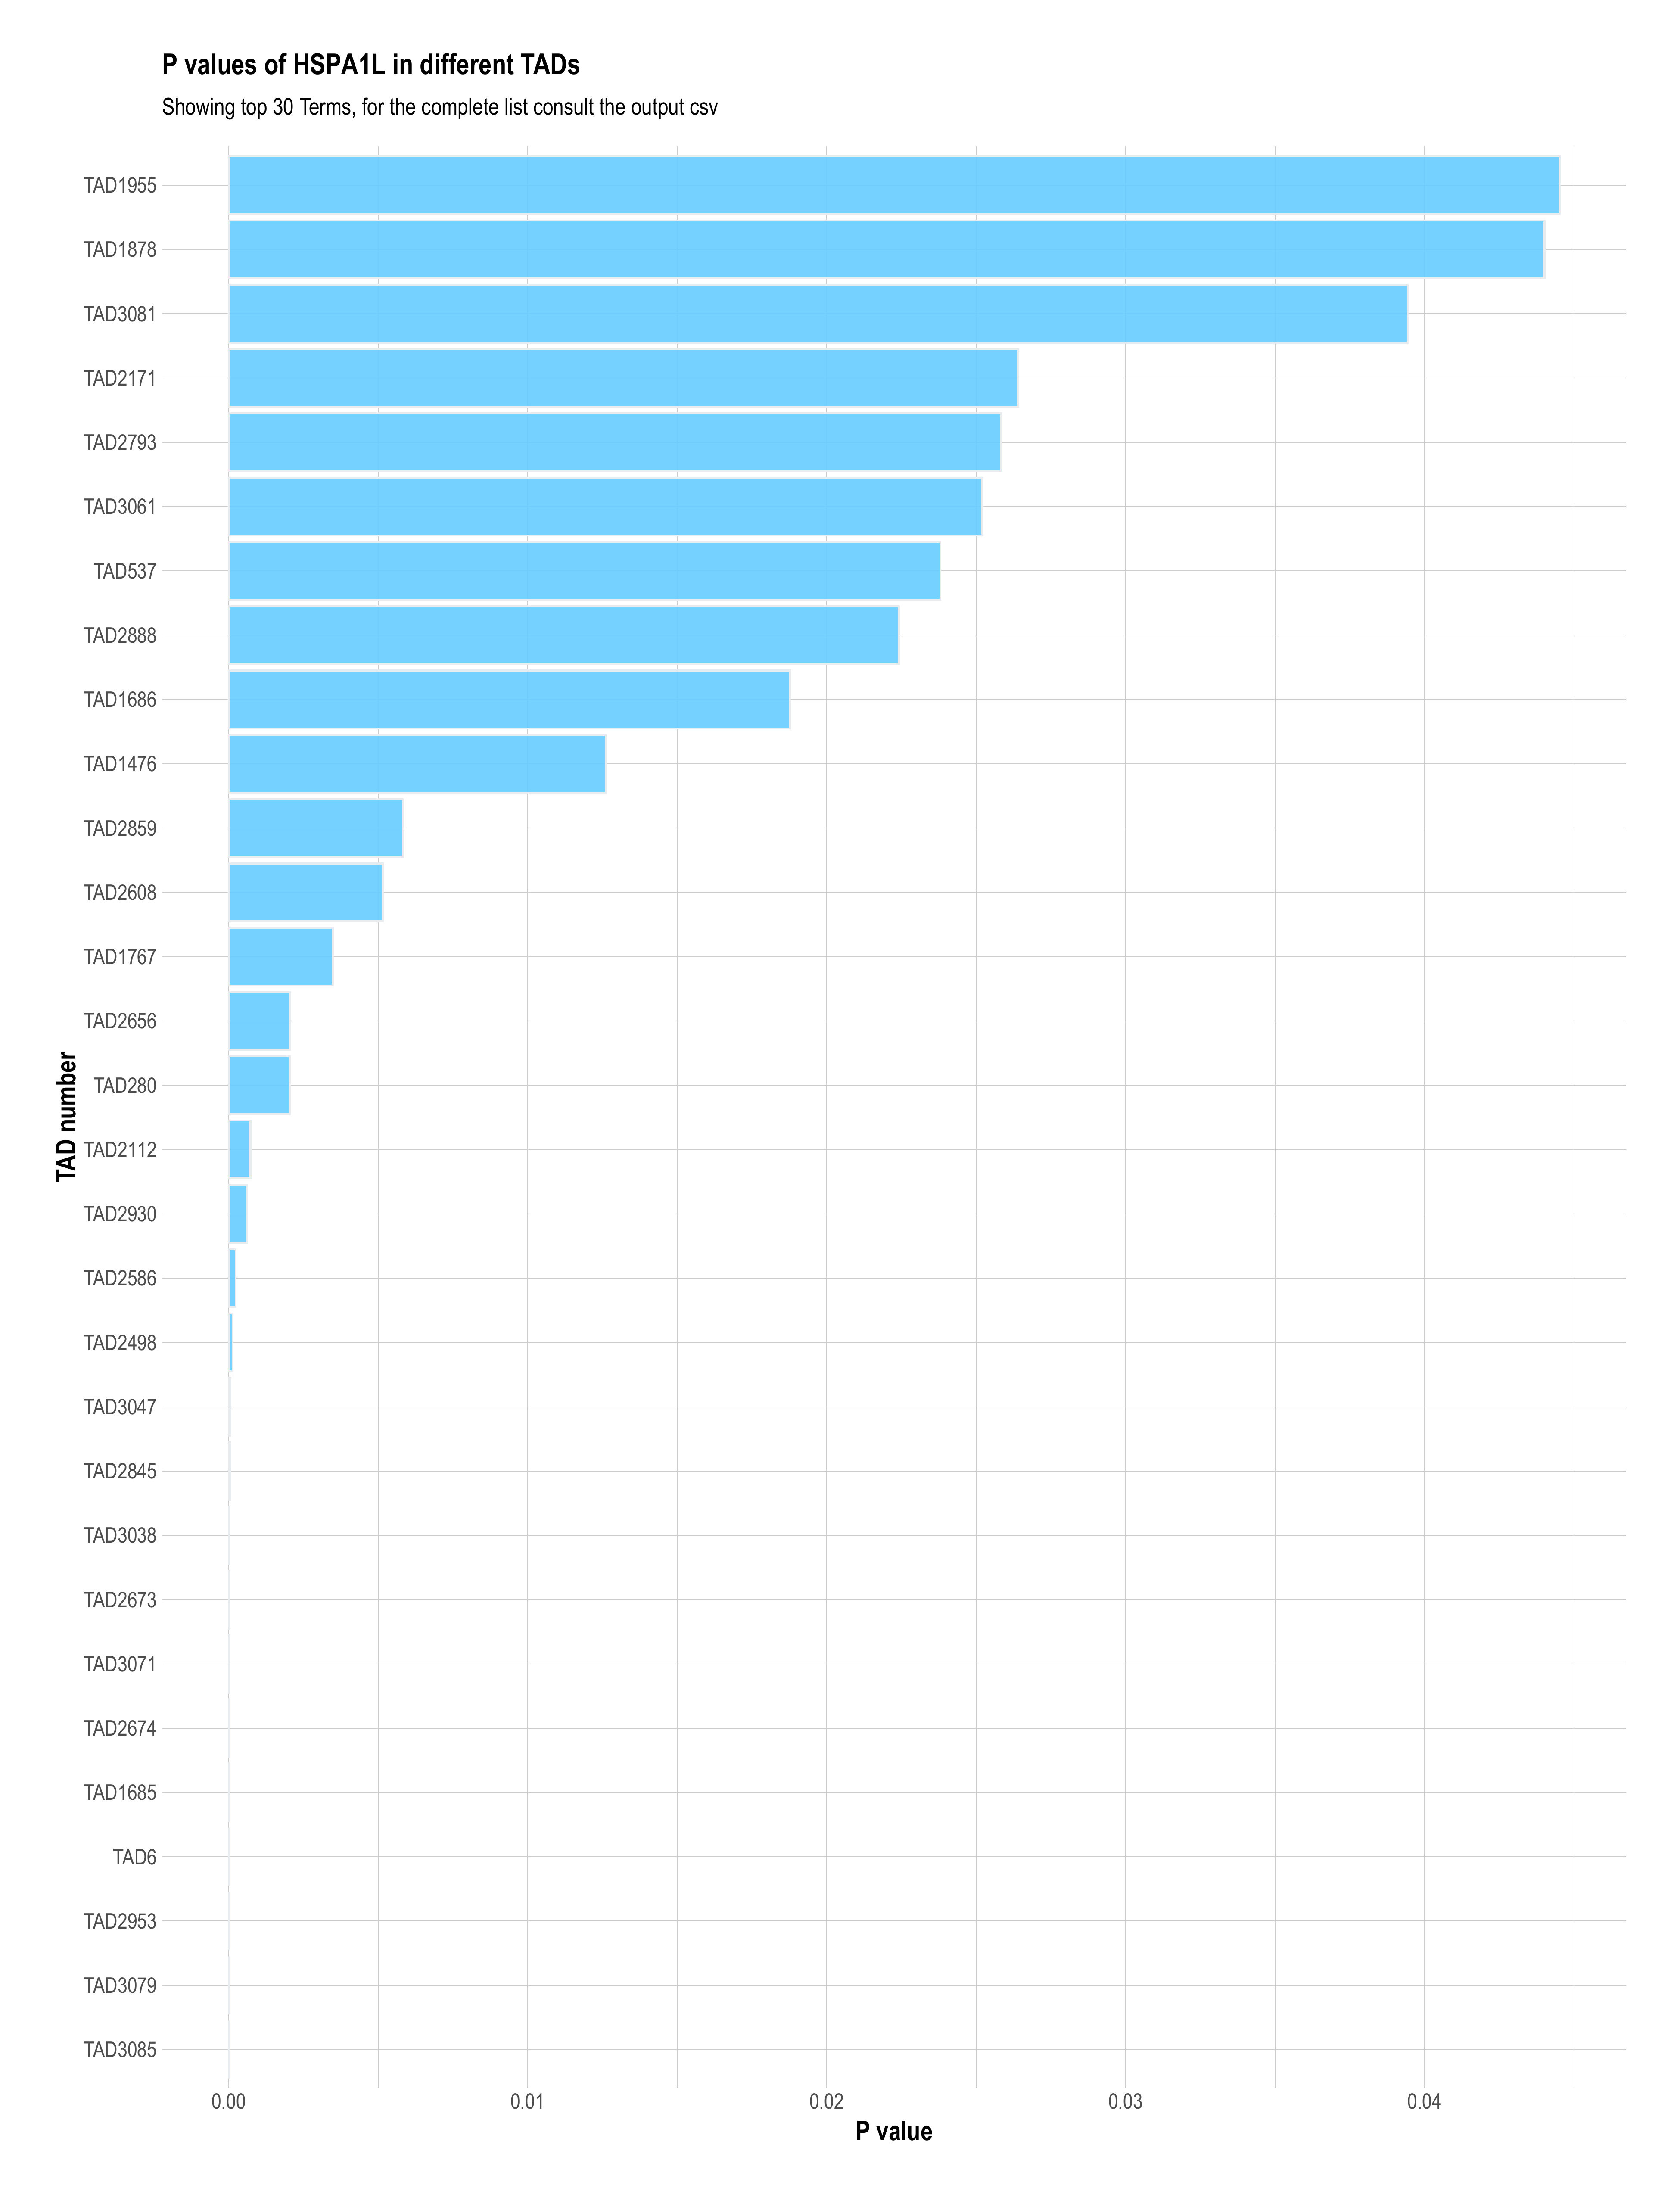 P values of HSPA1L in different TADs
Showing top 30 Terms, for the complete list consult the output csv
TAD1955
TAD1878
TAD3081
TAD2171
TAD2793
TAD3061
TAD537
TAD2888
TAD1686
TAD1476
TAD2859
TAD2608
TAD1767
TAD2656
TAD280
TAD2112
TAD2930
TAD2586
TAD2498
TAD3047
TAD2845
TAD3038
TAD2673
TAD3071
TAD2674
TAD1685
TAD6
TAD2953
TAD3079
TAD3085
TAD number
0.00 0.01 0.02 0.03 0.04
P value